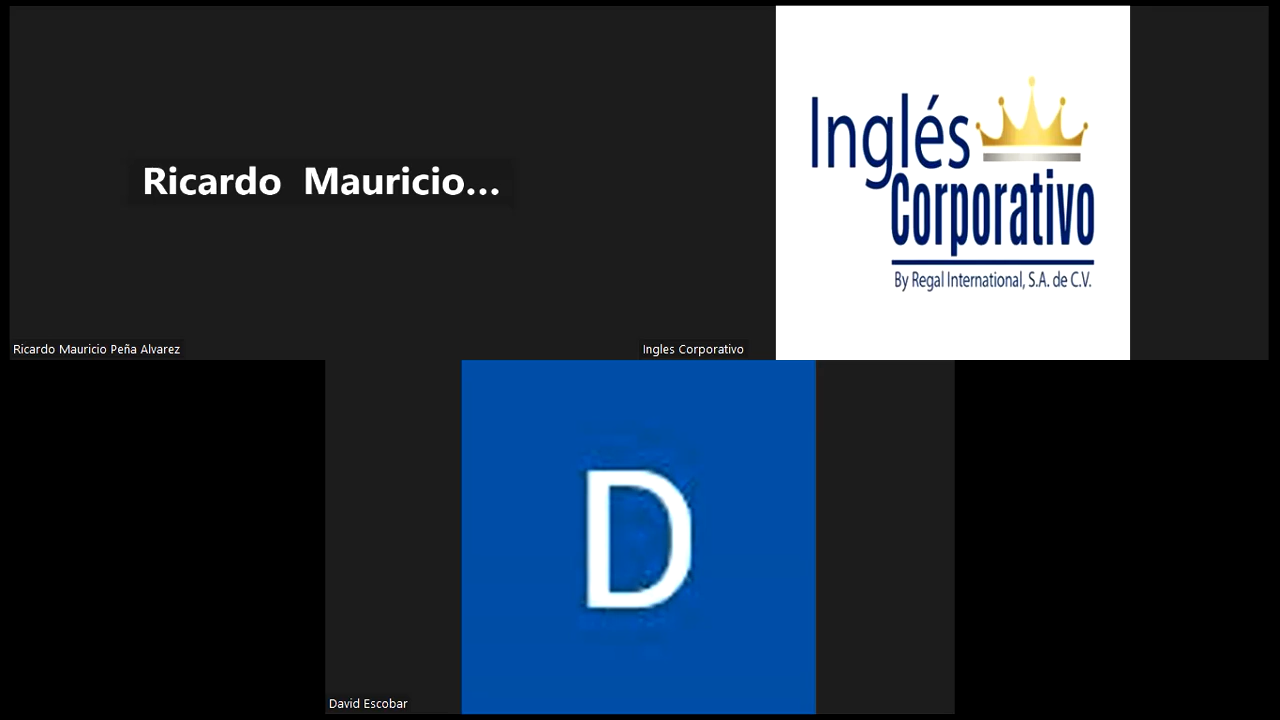 Ricardo Mauricio...
Ricardo Mauricio Peña Alvarez
Inglés
Corporativo
By Regal International, S.A. de C.V.
Ingles Corporativo
D
David Escobar